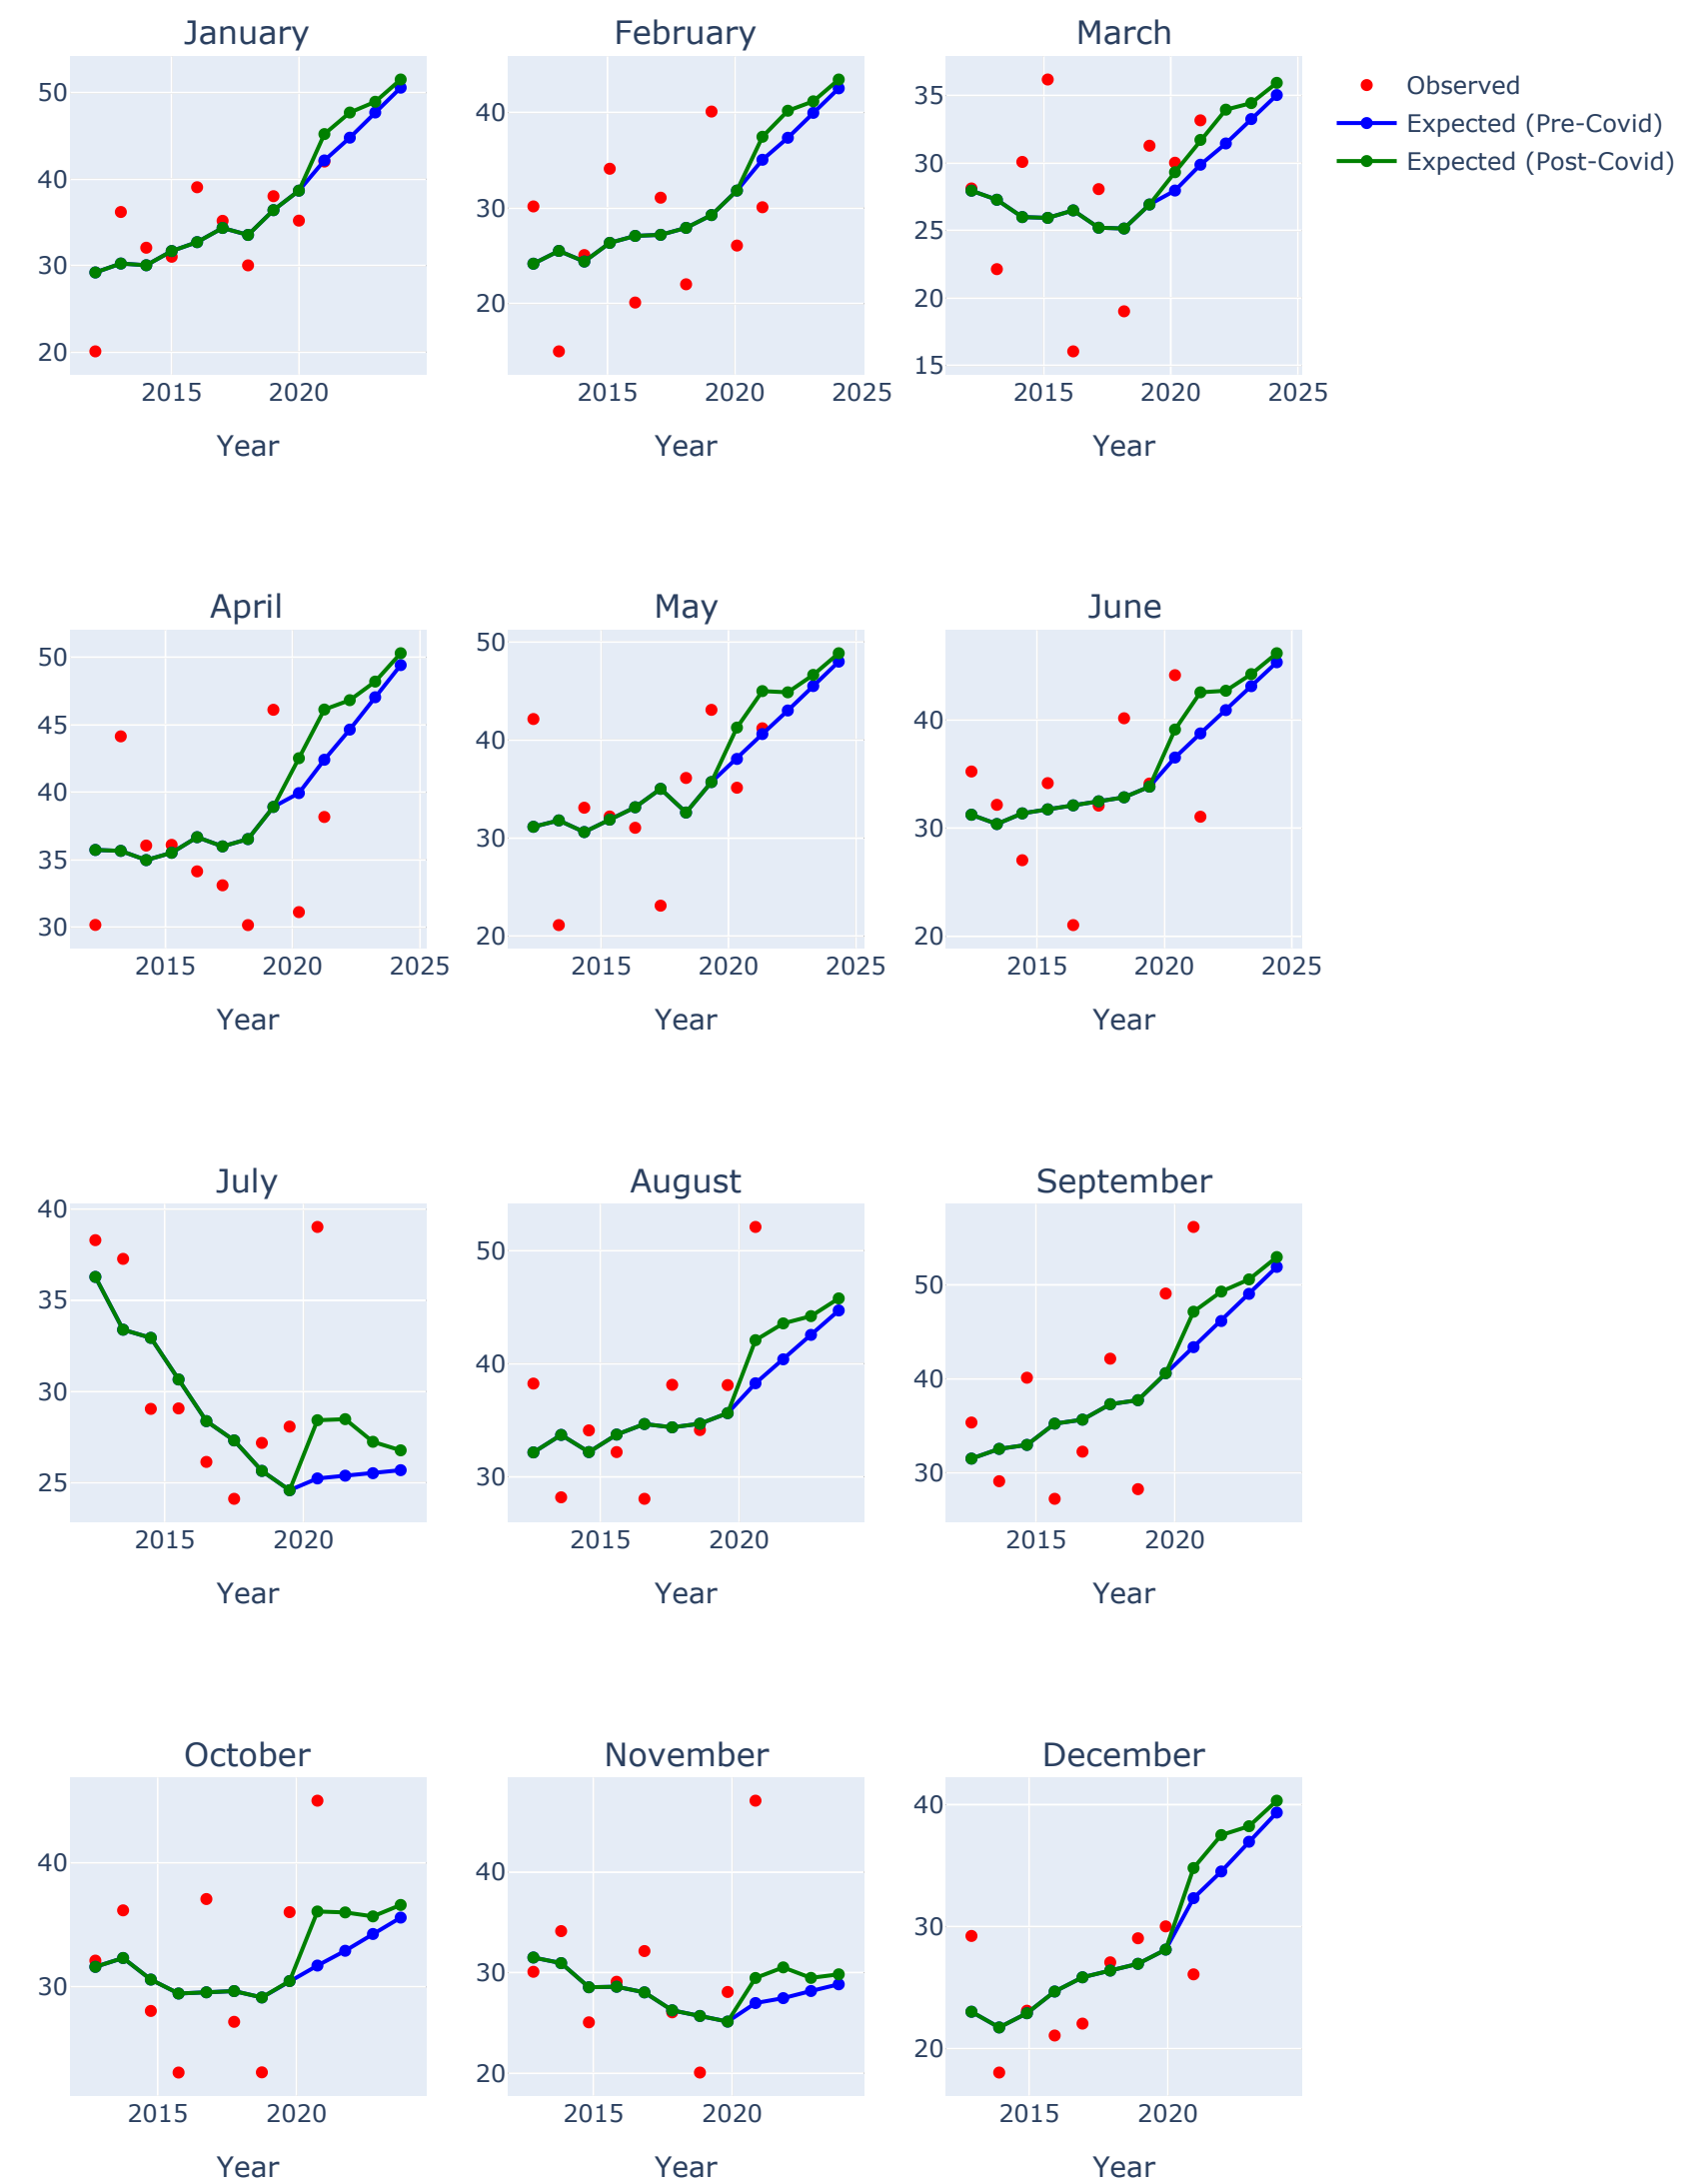 January February March
50
40
30
20
2015 2020
Year
40
30
20
2015 2020 2025
Year
35
30
25
20
15
2015 2020 2025
Year
Observed
Expected (Pre-Covid)
Expected (Post-Covid)
April May June
50
45
40
35
30
2015 2020 2025
Year
50
40
30
20
2015 2020 2025
Year
40
30
20
2015 2020 2025
Year
July August September
40
35
30
25
2015 2020
Year
50
40
30
2015 2020
Year
50
40
30
2015 2020
Year
October November December
40
30
2015 2020
Year
40
30
20
2015 2020
Year
40
30
20
2015 2020
Year